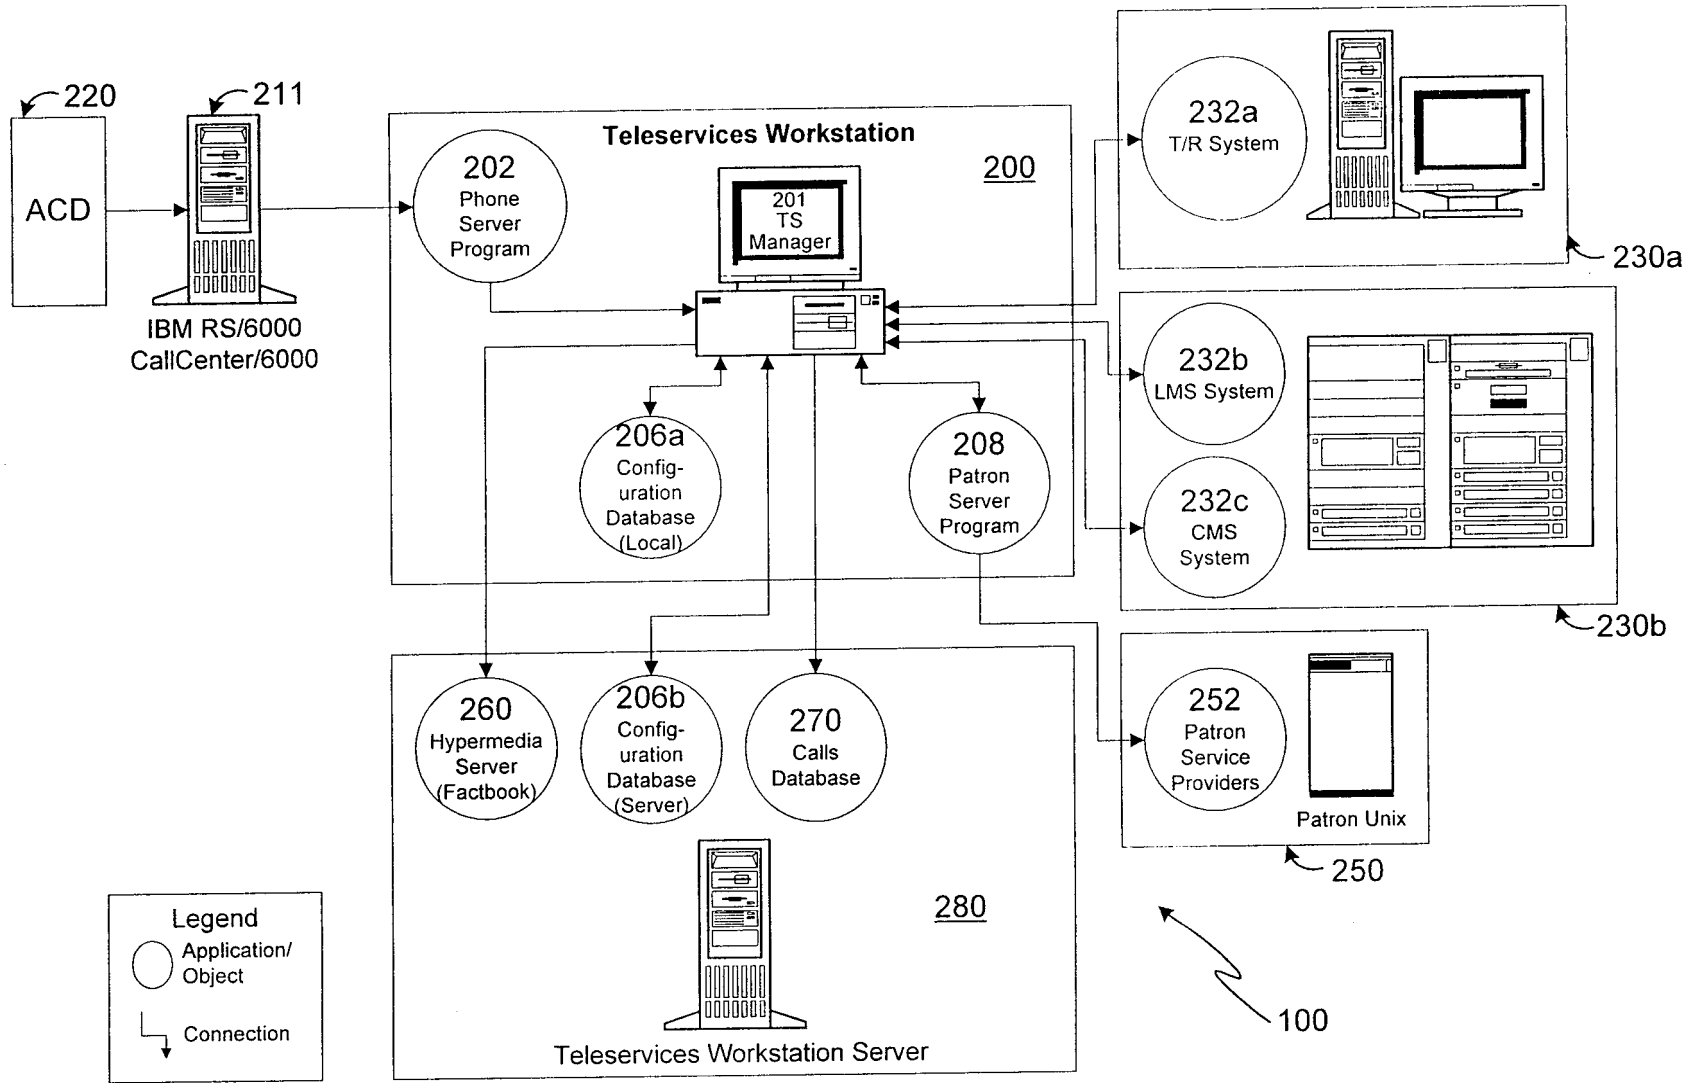 220
ACD
211
IBM RS/6000
CallCenter/6000
Teleservices Workstation
200
202
Phone
Server
Program
201
TS
Manager
206a
Config-
uration
Database
(Local)
208
Patron
Server
Program
232a
T/R System
230a
232b
LMS System
232c
CMS
System
230b
252
Patron
Service
Providers
Patron Unix
250
260
Hypermedia
Server
(Factbook)
206b
Config-
uration
Database
(Server)
270
Calls
Database
280
Teleservices Workstation Server
100
Legend
Application/
Object
Connection